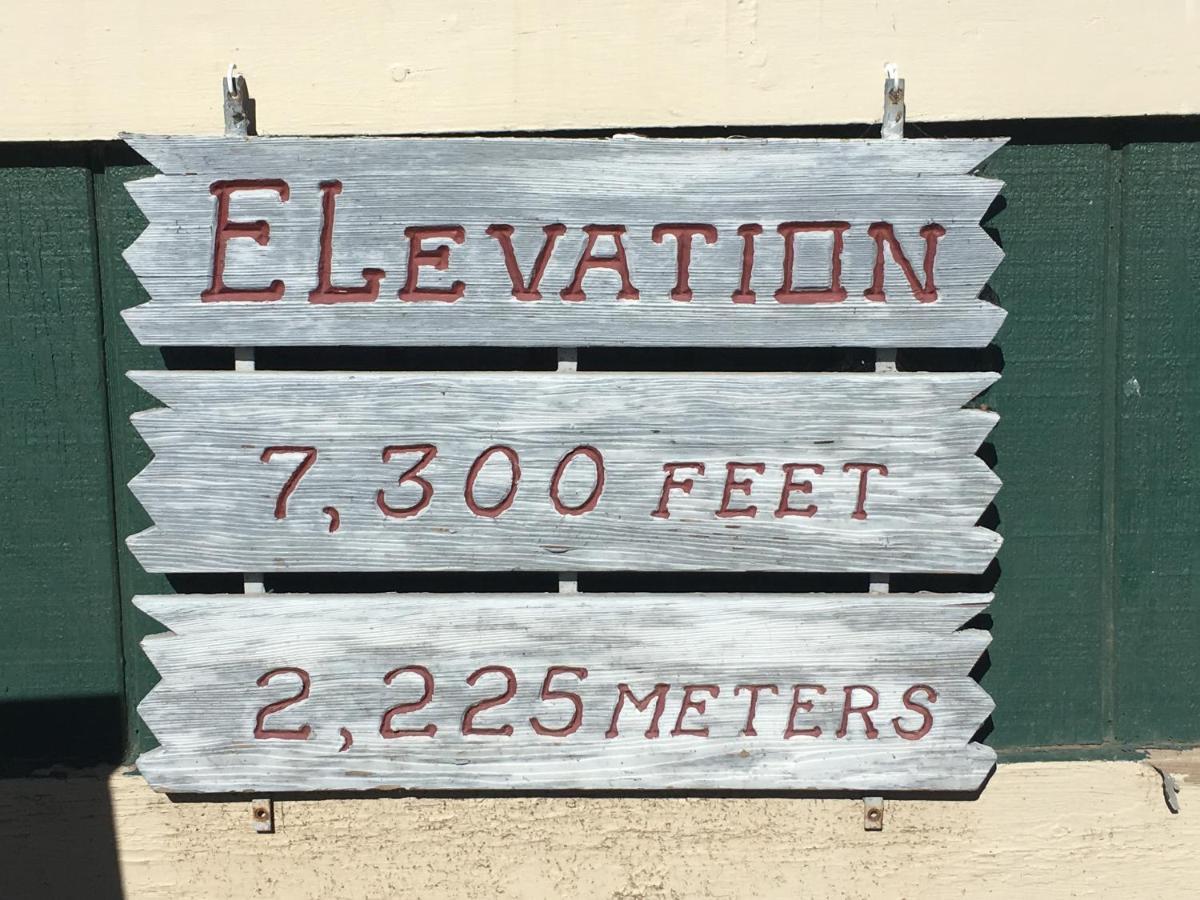 ELEVATION
7,300 FEET
2,225 METERS